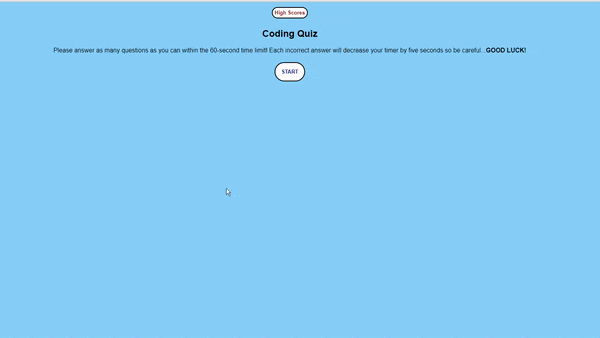 High Scores
Coding Quiz
Please answer as many questions as you can within the 60-second time limit! Each incorrect answer will decrease your timer by five seconds so be careful...GOOD LUCK!
START